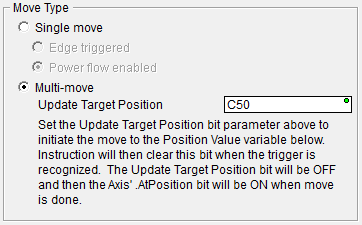 Move Type
Single move
Edge triggered
Power flow enabled
Multi-move
Update Target Position C50
Set the Update Target Position bit parameter above to
initiate the move to the Position Value variable below.
Instruction will then clear this bit when the trigger is
recognized.  The Update Target Position bit will be OFF
and then the Axis' .AtPosition bit will be ON when move
is done.